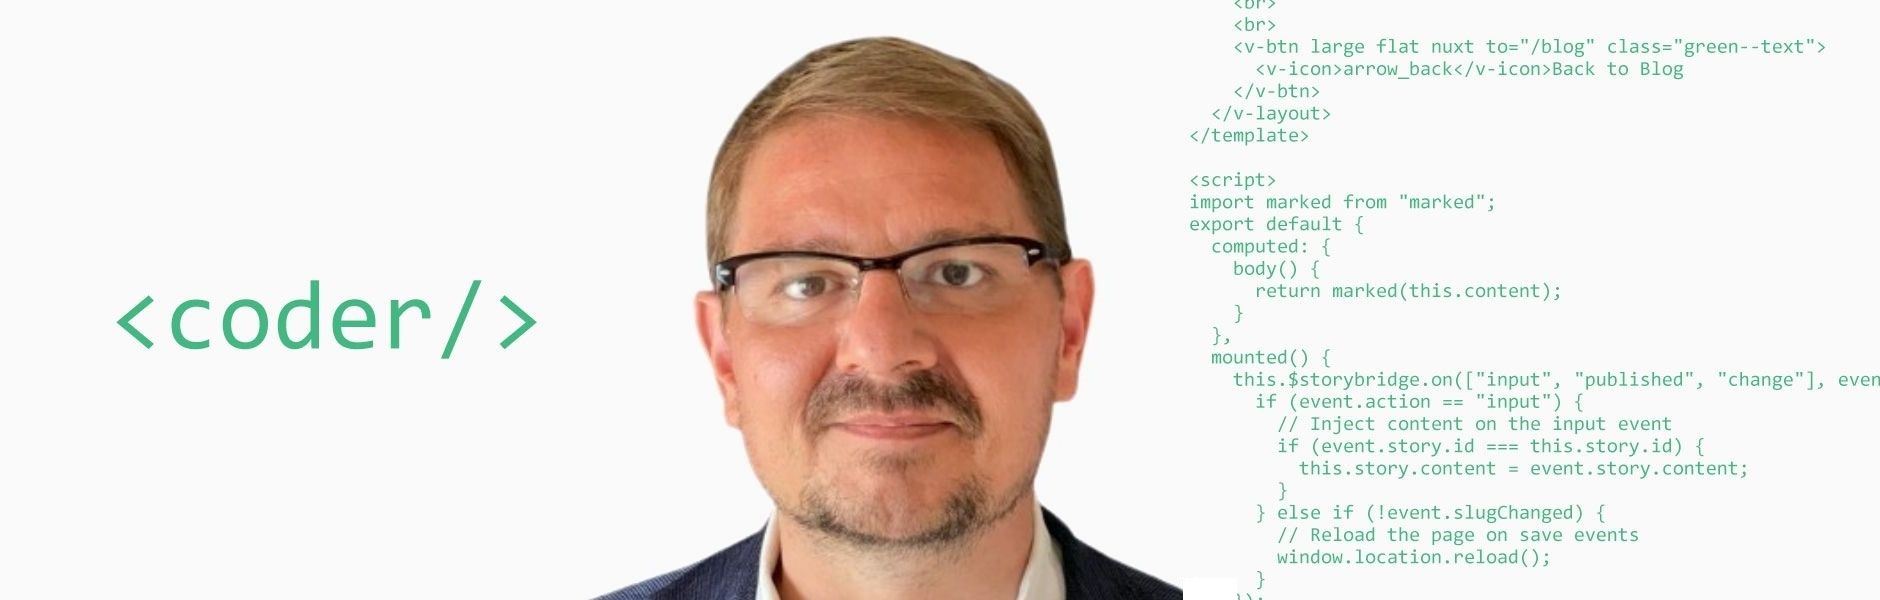 <coder/>
<br>
<br>
<v-btn large flat nuxt to="/blog" class="green--text">
<v-icon>arrow_back</v-icon>Back to Blog
</v-btn>
</v-layout>
</template>
<script>
import marked from "marked";
export default {
computed: {
body() {
return marked(this.content);
}
},
mounted() {
this.$storybridge.on(["input", "published", "change"], even
if (event.action == "input") {
// Inject content on the input event
if (event.story.id === this.story.id) {
this.story.content = event.story.content;
}
} else if (!event.slugChanged) {
// Reload the page on save events
window.location.reload();
}
});